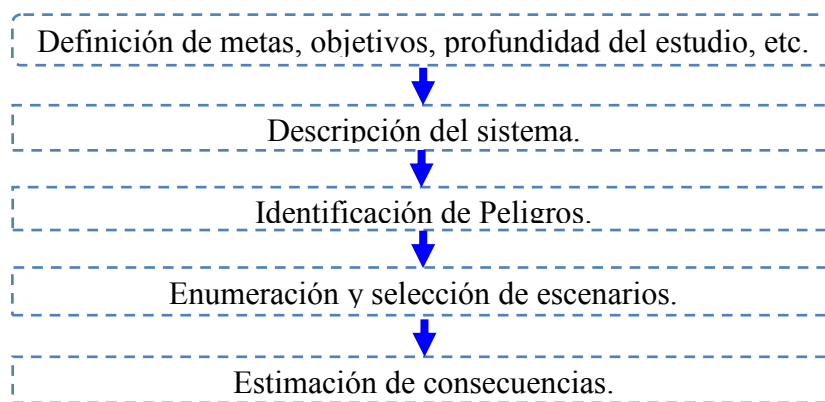 Definición de metas, objetivos, profundidad del estudio, etc.
Descripción del sistema.
Identificación de Peligros.
Enumeración y selección de escenarios.
Estimación de consecuencias.